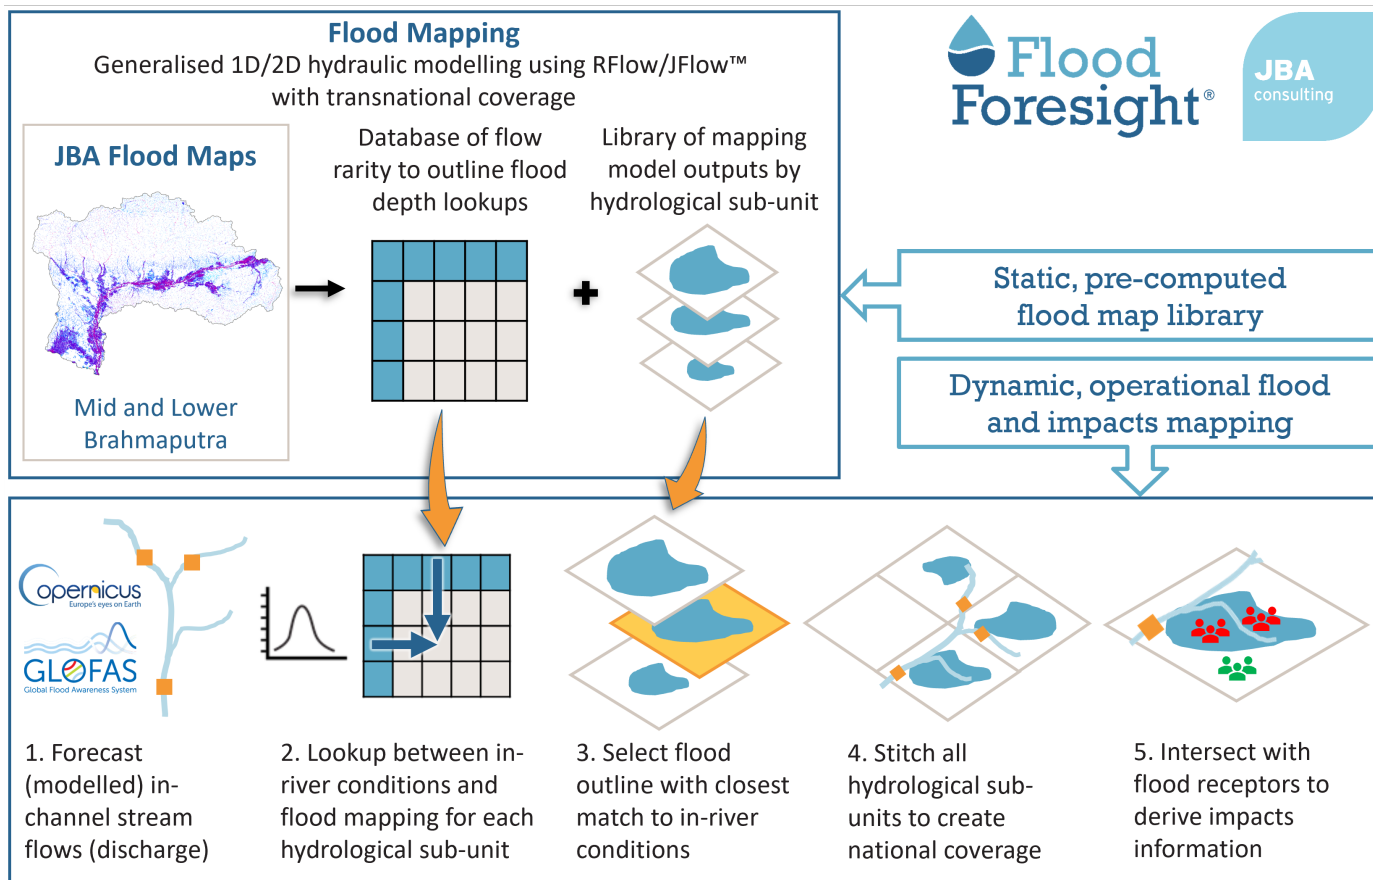 Flood Mapping
Generalised 1D/2D hydraulic modelling using RFlow/JFlow™
with transnational coverage
JBA Flood Maps
Mid and Lower
Brahmaputra
Database of flow
rarity to outline flood
depth lookups
Library of mapping
model outputs by
hydrological sub-unit
Flood
Foresight®
JBA
consulting
Static, pre-computed
flood map library
Dynamic, operational flood
and impacts mapping
opernicus
Europe's eyes on Earth
GLOFAS
Global Flood Awareness System
1. Forecast
(modelled) in-
channel stream
flows (discharge)
2. Lookup between in-
river conditions and
flood mapping for each
hydrological sub-unit
3. Select flood
outline with closest
match to in-river
conditions
4. Stitch all
hydrological sub-
units to create
national coverage
5. Intersect with
flood receptors to
derive impacts
information